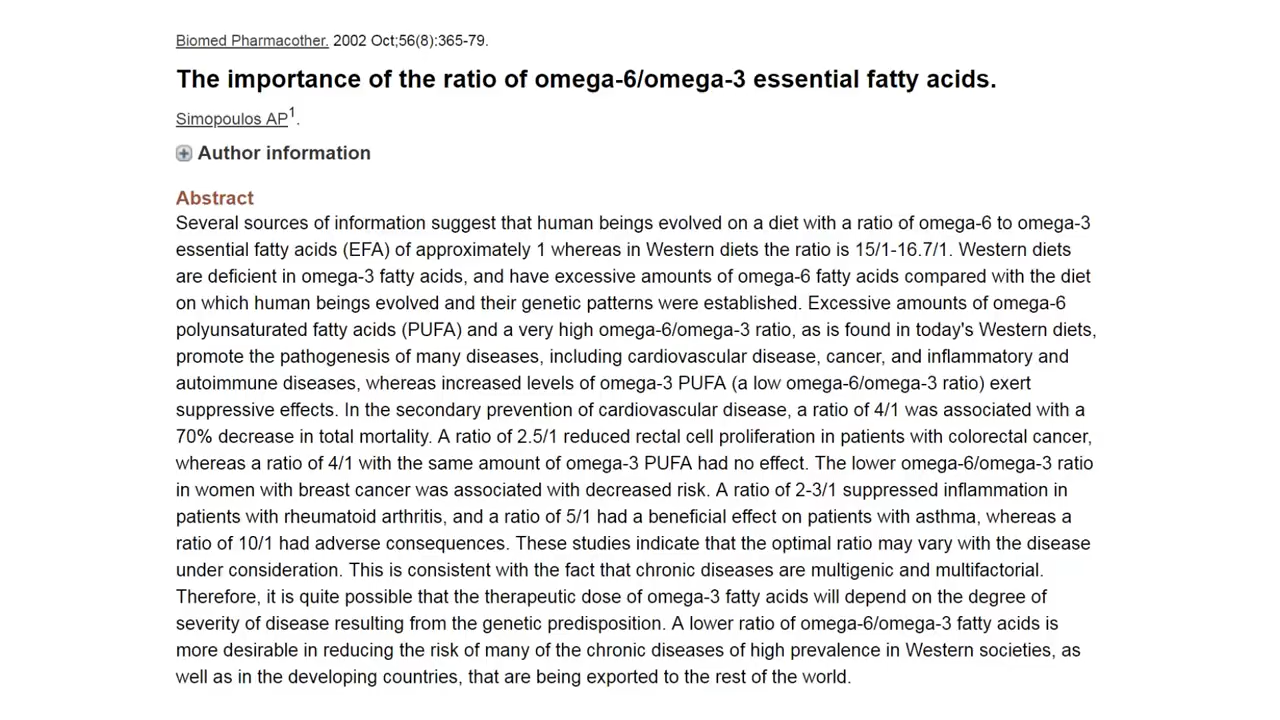 Biomed Pharmacother. 2002 Oct;56(8):365-79.
The importance of the ratio of omega-6/omega-3 essential fatty acids.
Simopoulos AP1.
Author information
Abstract
Several sources of information suggest that human beings evolved on a diet with a ratio of omega-6 to omega-3
essential fatty acids (EFA) of approximately 1 whereas in Western diets the ratio is 15/1-16.7/1. Western diets
are deficient in omega-3 fatty acids, and have excessive amounts of omega-6 fatty acids compared with the diet
on which human beings evolved and their genetic patterns were established. Excessive amounts of omega-6
polyunsaturated fatty acids (PUFA) and a very high omega-6/omega-3 ratio, as is found in today's Western diets,
promote the pathogenesis of many diseases, including cardiovascular disease, cancer, and inflammatory and
autoimmune diseases, whereas increased levels of omega-3 PUFA (a low omega-6/omega-3 ratio) exert
suppressive effects. In the secondary prevention of cardiovascular disease, a ratio of 4/1 was associated with a
70% decrease in total mortality. A ratio of 2.5/1 reduced rectal cell proliferation in patients with colorectal cancer,
whereas a ratio of 4/1 with the same amount of omega-3 PUFA had no effect. The lower omega-6/omega-3 ratio
in women with breast cancer was associated with decreased risk. A ratio of 2-3/1 suppressed inflammation in
patients with rheumatoid arthritis, and a ratio of 5/1 had a beneficial effect on patients with asthma, whereas a
ratio of 10/1 had adverse consequences. These studies indicate that the optimal ratio may vary with the disease
under consideration. This is consistent with the fact that chronic diseases are multigenic and multifactorial.
Therefore, it is quite possible that the therapeutic dose of omega-3 fatty acids will depend on the degree of
severity of disease resulting from the genetic predisposition. A lower ratio of omega-6/omega-3 fatty acids is
more desirable in reducing the risk of many of the chronic diseases of high prevalence in Western societies, as
well as in the developing countries, that are being exported to the rest of the world.